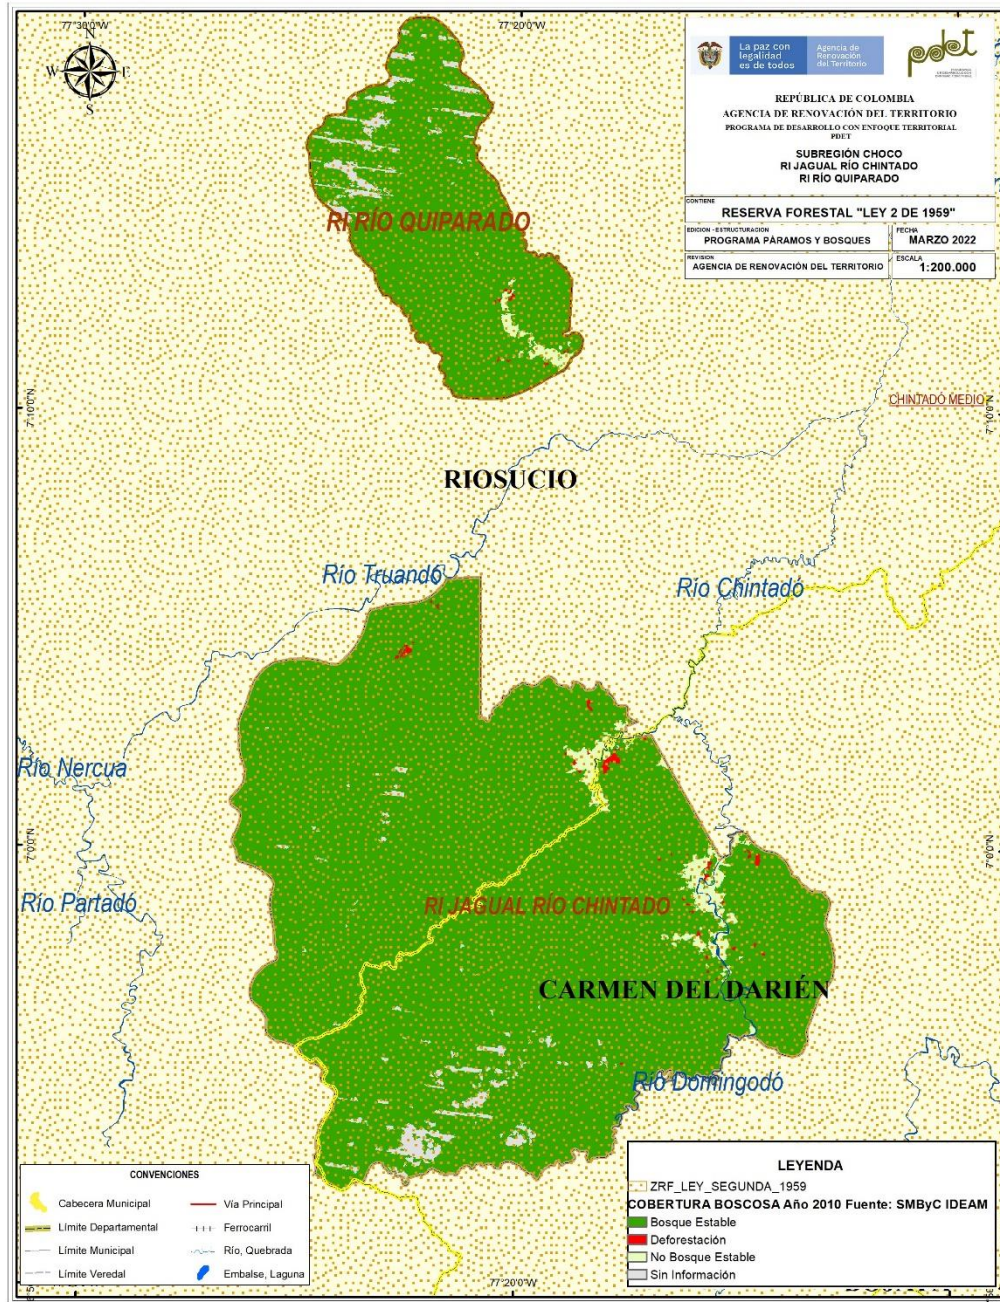 77°30'0"W
77°20'0"W
N
W
E
S
La paz con
legalidad
es de todos
Agencia de
Renovación
del Territorio
pdet
REPÚBLICA DE COLOMBIA
AGENCIA DE RENOVACIÓN DEL TERRITORIO
PROGRAMA DE DESARROLLO CON ENFOQUE TERRITORIAL
PDET
SUBREGIÓN CHOCO
RI JAGUAL RÍO CHINTADO
RI RÍO QUIPARADO
CONTIENE
RESERVA FORESTAL "LEY 2 DE 1959"
EDICION - ESTRUCTURACION
PROGRAMA PÁRAMOS Y BOSQUES
FECHA
MARZO 2022
REVISION
AGENCIA DE RENOVACIÓN DEL TERRITORIO
ESCALA
1:200.000
RI RÍO QUIPARADO
CHINTADÓ MEDIO
7°10'0"N
7°10'0"N
RIOSUCIO
Río Truandó
Río Chintadó
Río Nercua
7°0'0"N
7°0'0"N
Río Partadó
RI JAGUAL RÍO CHINTADO
CARMEN DEL DARIÉN
Río Domingodó
CONVENCIONES
Cabecera Municipal
Vía Principal
Límite Departamental
Ferrocarril
Límite Municipal
Río, Quebrada
Límite Veredal
Embalse, Laguna
77°20'0"W
LEYENDA
ZRF_LEY_SEGUNDA_1959
COBERTURA BOSCOSA Año 2010 Fuente: SMByC IDEAM
Bosque Estable
Deforestación
No Bosque Estable
Sin Información